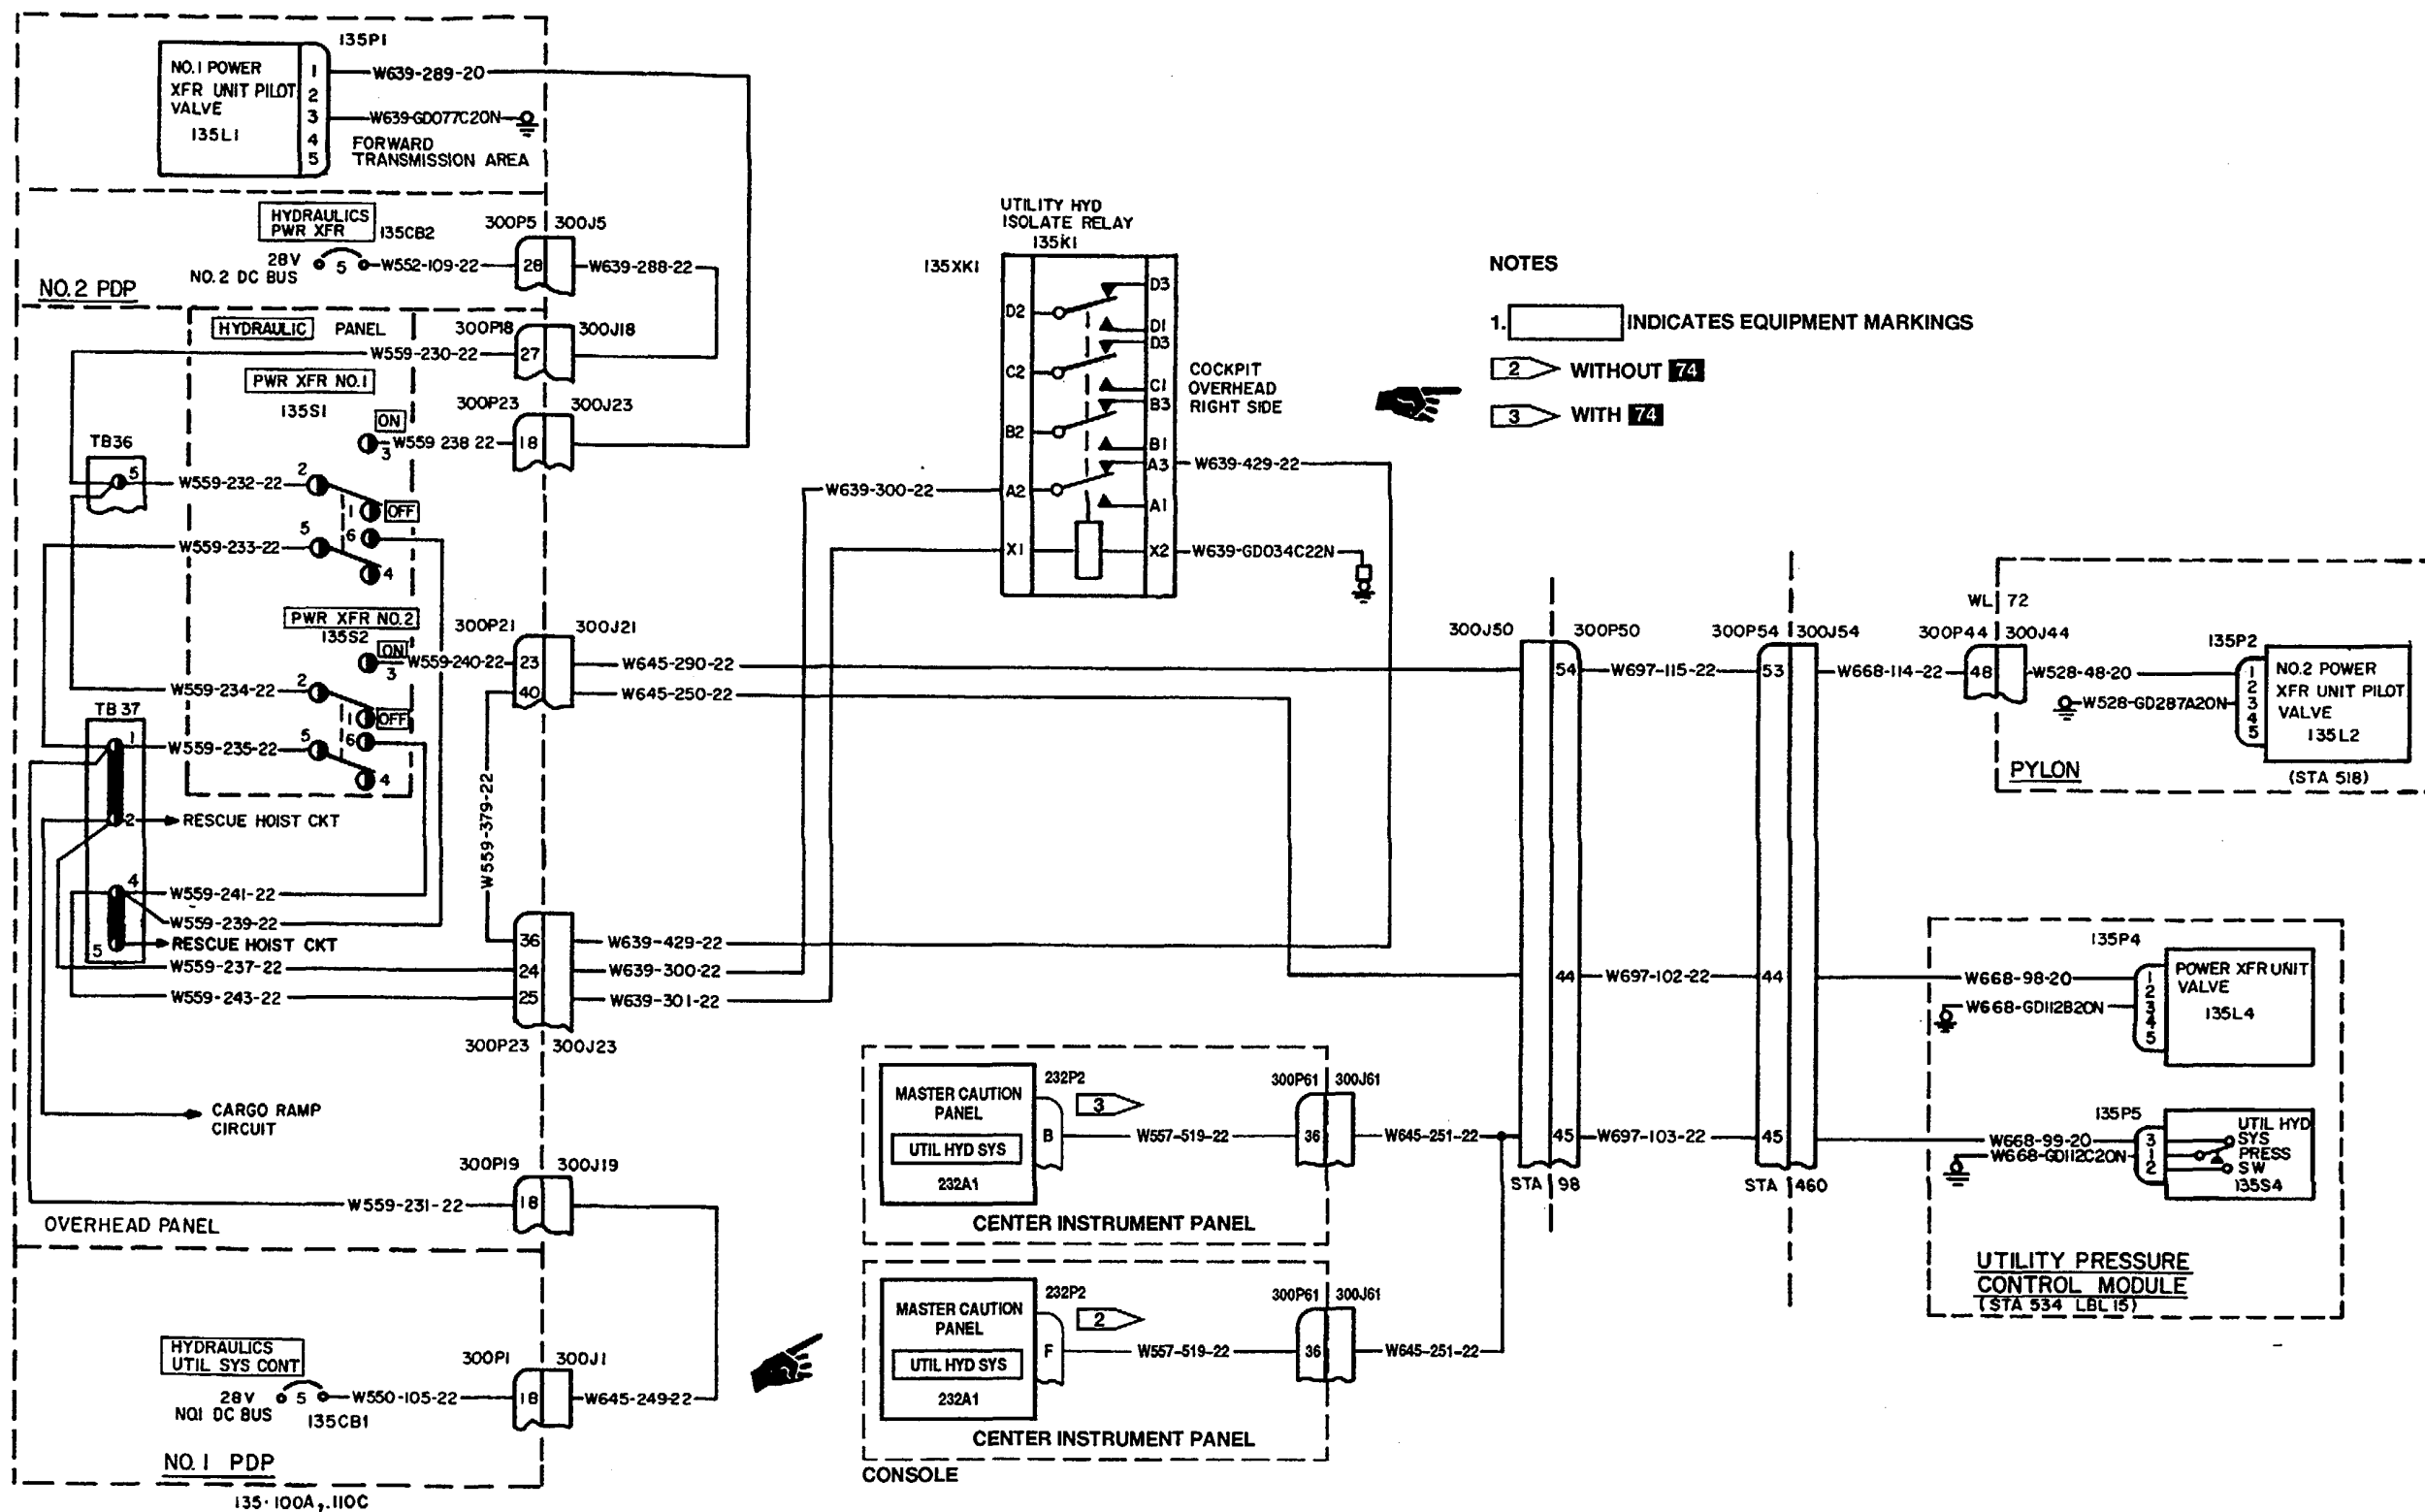 135P1
NO.1 POWER
XFR UNIT PILOT
VALVE
135L1
1
2
3
4
5
W639-289-20
W639-GD077C20N
FORWARD
TRANSMISSION AREA
HYDRAULICS
PWR XFR
135CB2
28V
NO.2 DC BUS
5
W552-109-22
300P5
300J5
28
W639-288-22
NO.2 PDP
HYDRAULIC
PANEL
300P18
300J18
W559-230-22
27
PWR XFR NO.1
135S1
300P23
300J23
ON
3
W559 238 22
18
TB36
5
W559-232-22
2
1
OFF
W559-233-22
5
6
4
PWR XFR NO.2
135S2
300P21
300J21
ON
3
W559-240-22
23
W645-290-22
40
W645-250-22
W559-234-22
2
1
OFF
TB 37
1
W559-235-22
5
6
4
W559-379-22
2
RESCUE HOIST CKT
4
W559-241-22
W559-239-22
5
RESCUE HOIST CKT
36
W639-429-22
W559-237-22
24
W639-300-22
W559-243-22
25
W639-301-22
300P23
300J23
CARGO RAMP
CIRCUIT
300P19
300J19
W559-231-22
18
OVERHEAD PANEL
HYDRAULICS
UTIL SYS CONT
300P1
300J1
28V
NO.1 DC BUS
5
W550-105-22
135CB1
18
W645-249-22
NO. 1 PDP
135-100A,.110C
UTILITY HYD
ISOLATE RELAY
135K1
135XK1
D2
D3
D1
D3
C2
C1
B3
B2
B1
A3
A2
A1
X1
X2
COCKPIT
OVERHEAD
RIGHT SIDE
W639-429-22
W639-300-22
W639-GD034C22N
NOTES
1. INDICATES EQUIPMENT MARKINGS
2 WITHOUT 74
3 WITH 74
300J50
300P50
54
W697-115-22
300P54
300J54
53
W668-114-22
WL 72
300P44
300J44
48
W528-48-20
W528-GD287A20N
135P2
1
2
3
4
5
NO.2 POWER
XFR UNIT PILOT
VALVE
135L2
PYLON
(STA 518)
44
W697-102-22
44
135P4
W668-98-20
W668-GD112B20N
1
2
3
4
5
POWER XFR UNIT
VALVE
135L4
MASTER CAUTION
PANEL
UTIL HYD SYS
232A1
232P2
3
B
W557-519-22
300P61
300J61
36
W645-251-22
CENTER INSTRUMENT PANEL
45
W697-103-22
45
STA 98
STA 460
135P5
W668-99-20
W668-GD112C20N
3
1
2
UTIL HYD
SYS
PRESS
SW
135S4
UTILITY PRESSURE
CONTROL MODULE
(STA 534 LBL 15)
MASTER CAUTION
PANEL
UTIL HYD SYS
232A1
232P2
2
F
W557-519-22
300P61
300J61
36
W645-251-22
CENTER INSTRUMENT PANEL
CONSOLE